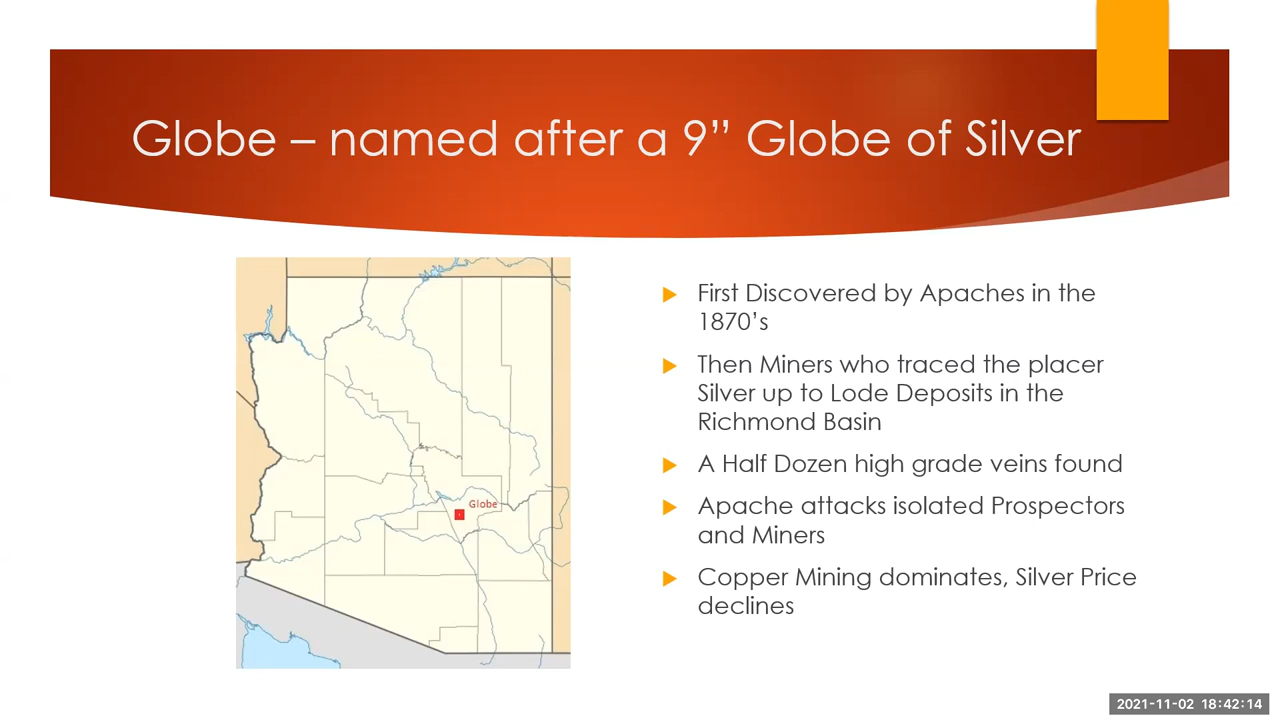 Globe – named after a 9” Globe of Silver
First Discovered by Apaches in the
1870’s
Then Miners who traced the placer
Silver up to Lode Deposits in the
Richmond Basin
A Half Dozen high grade veins found
Globe
Apache attacks isolated Prospectors
and Miners
Copper Mining dominates, Silver Price
declines
2021-11-02 18:42:14